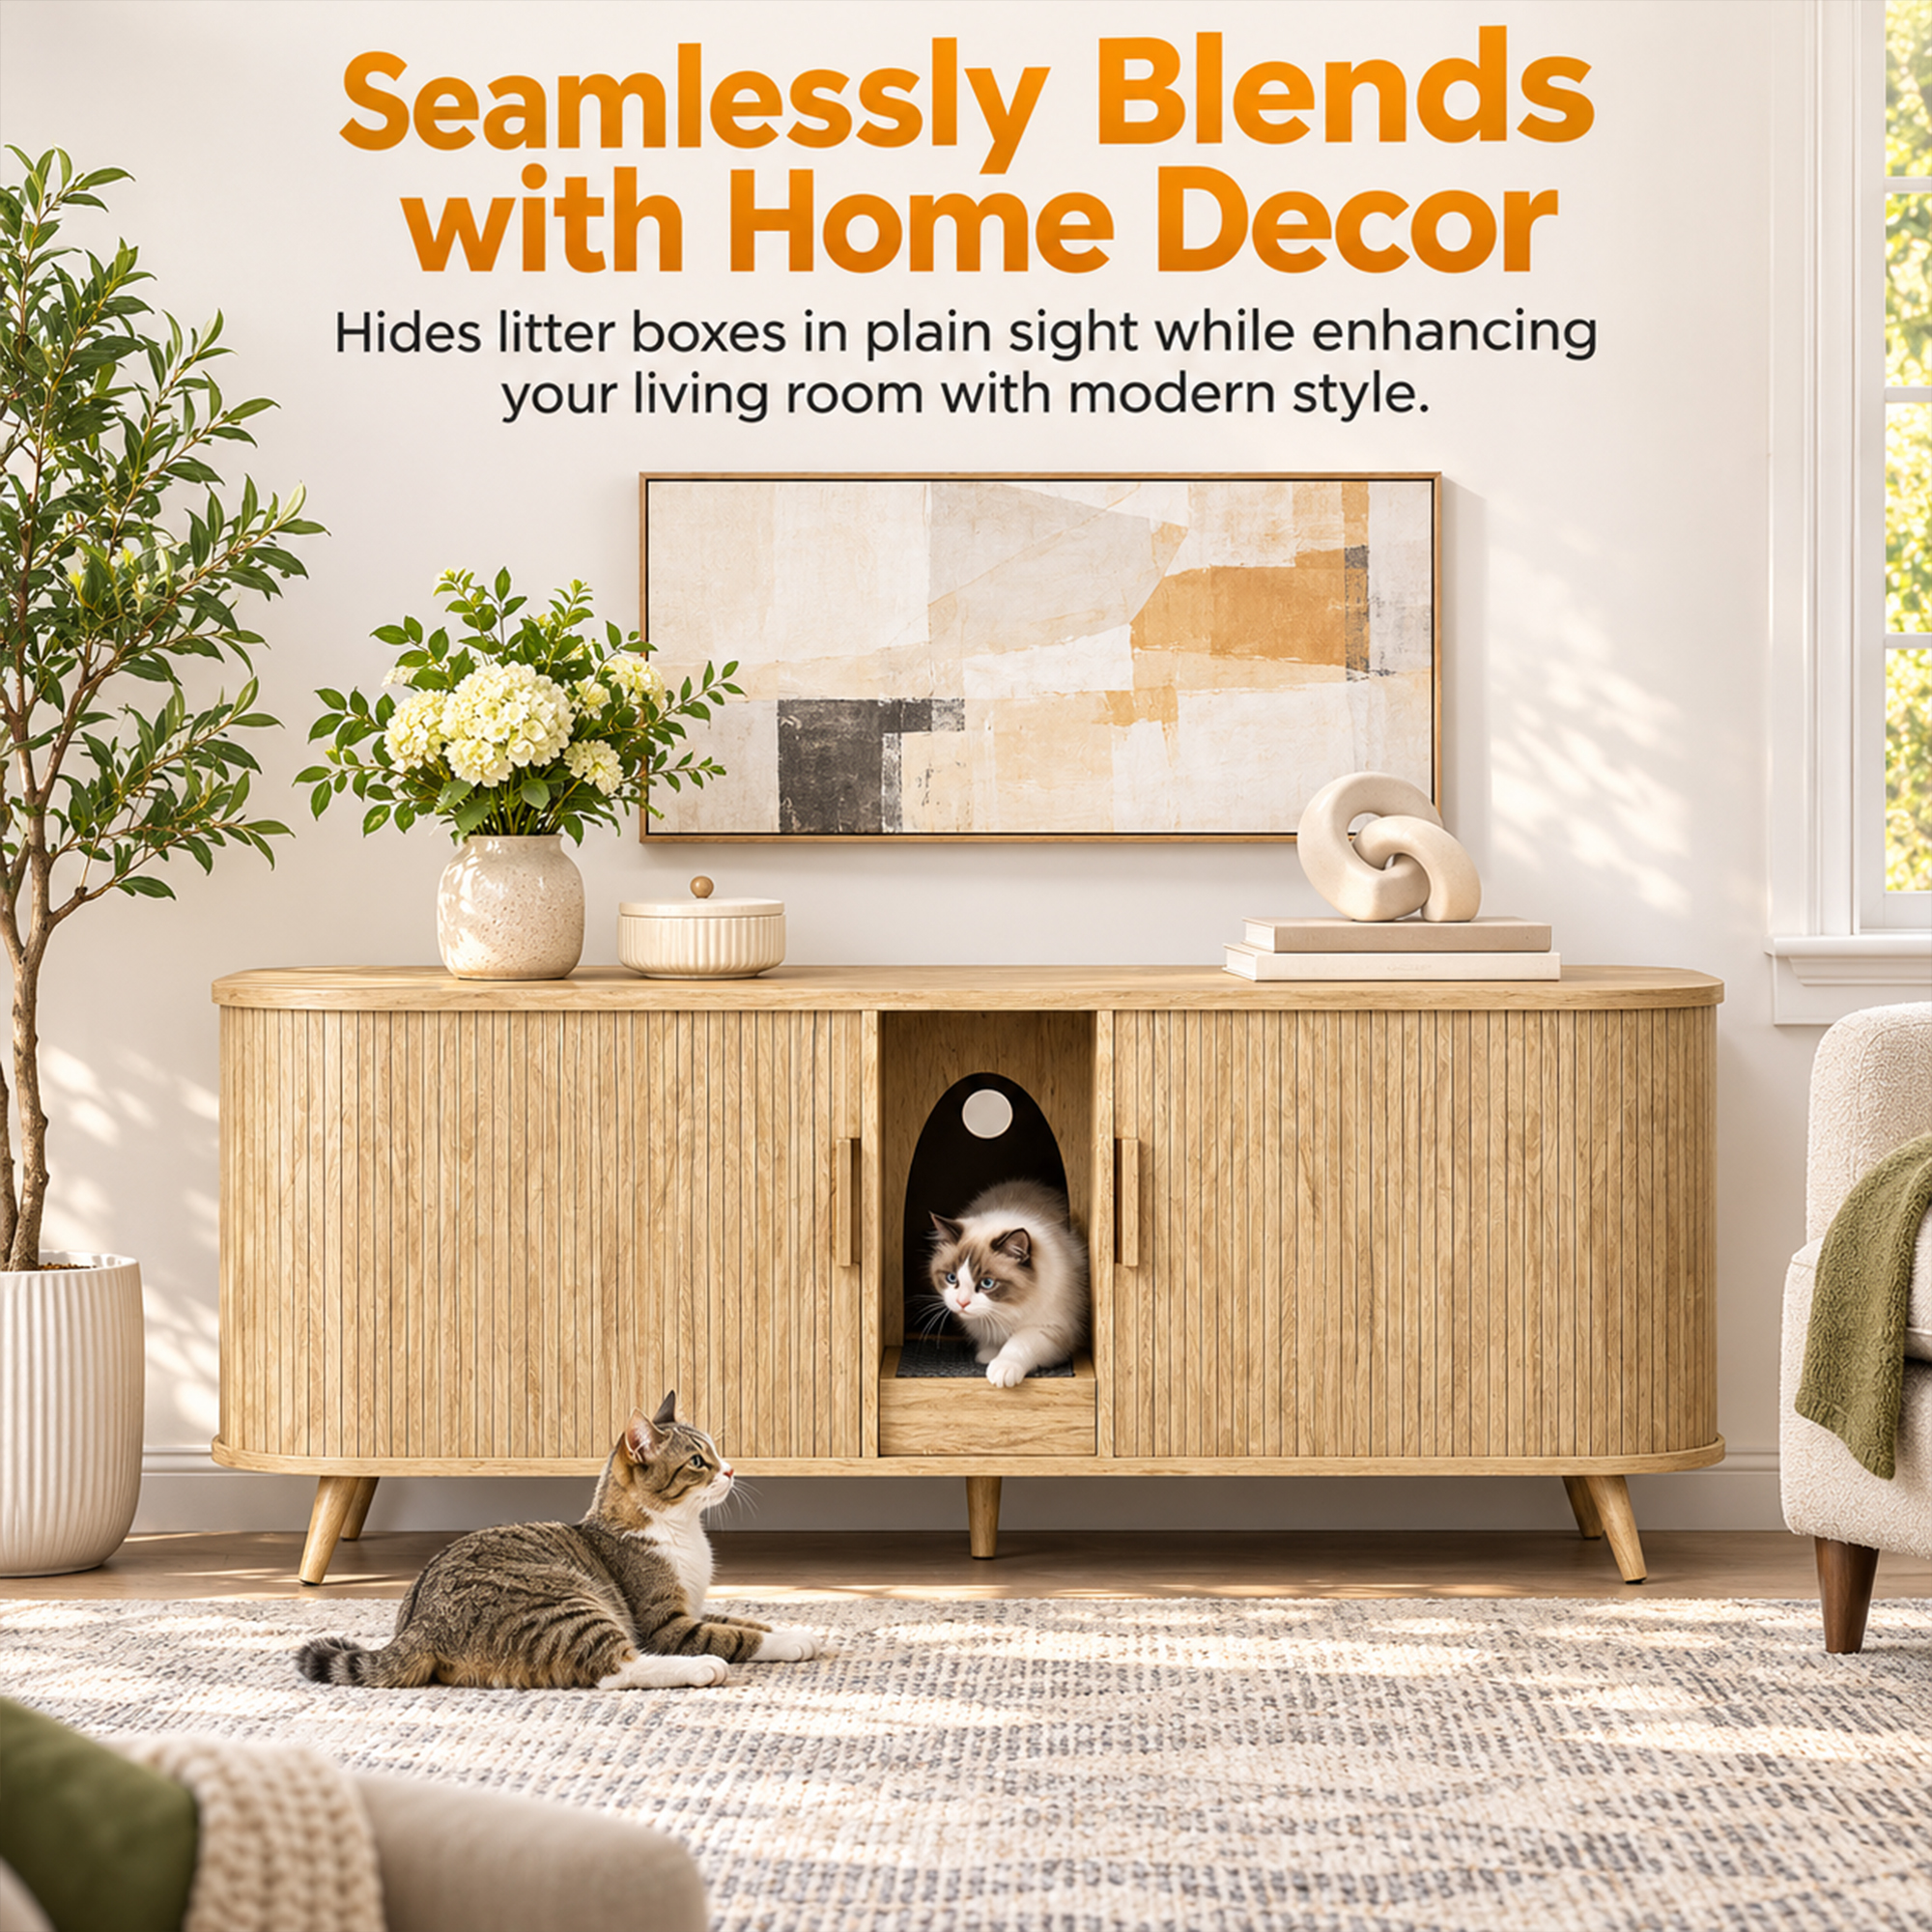 Seamlessly Blends
with Home Decor
Hides litter boxes in plain sight while enhancing
your living room with modern style.